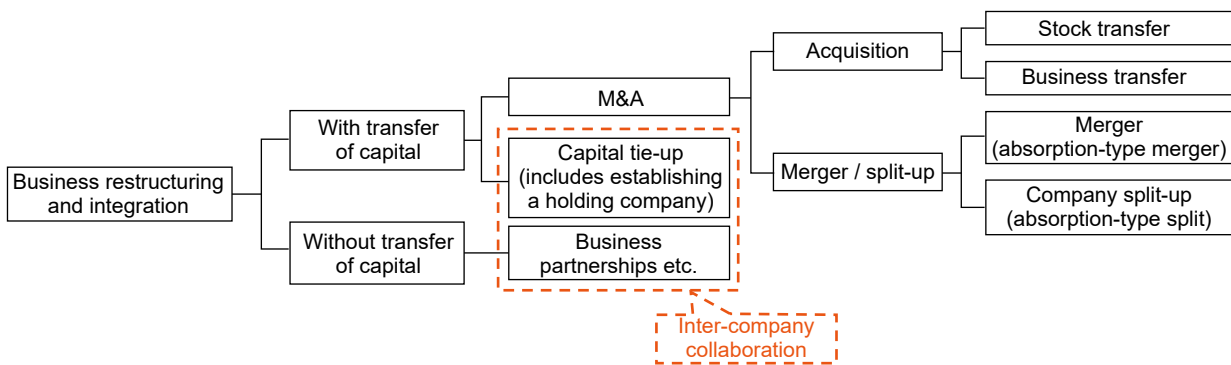 Business restructuring
and integration
With transfer
of capital
Without transfer
of capital
M&A
Capital tie-up
(includes establishing
a holding company)
Business
partnerships etc.
Inter-company
collaboration
Acquisition
Merger / split-up
Stock transfer
Business transfer
Merger
(absorption-type merger)
Company split-up
(absorption-type split)